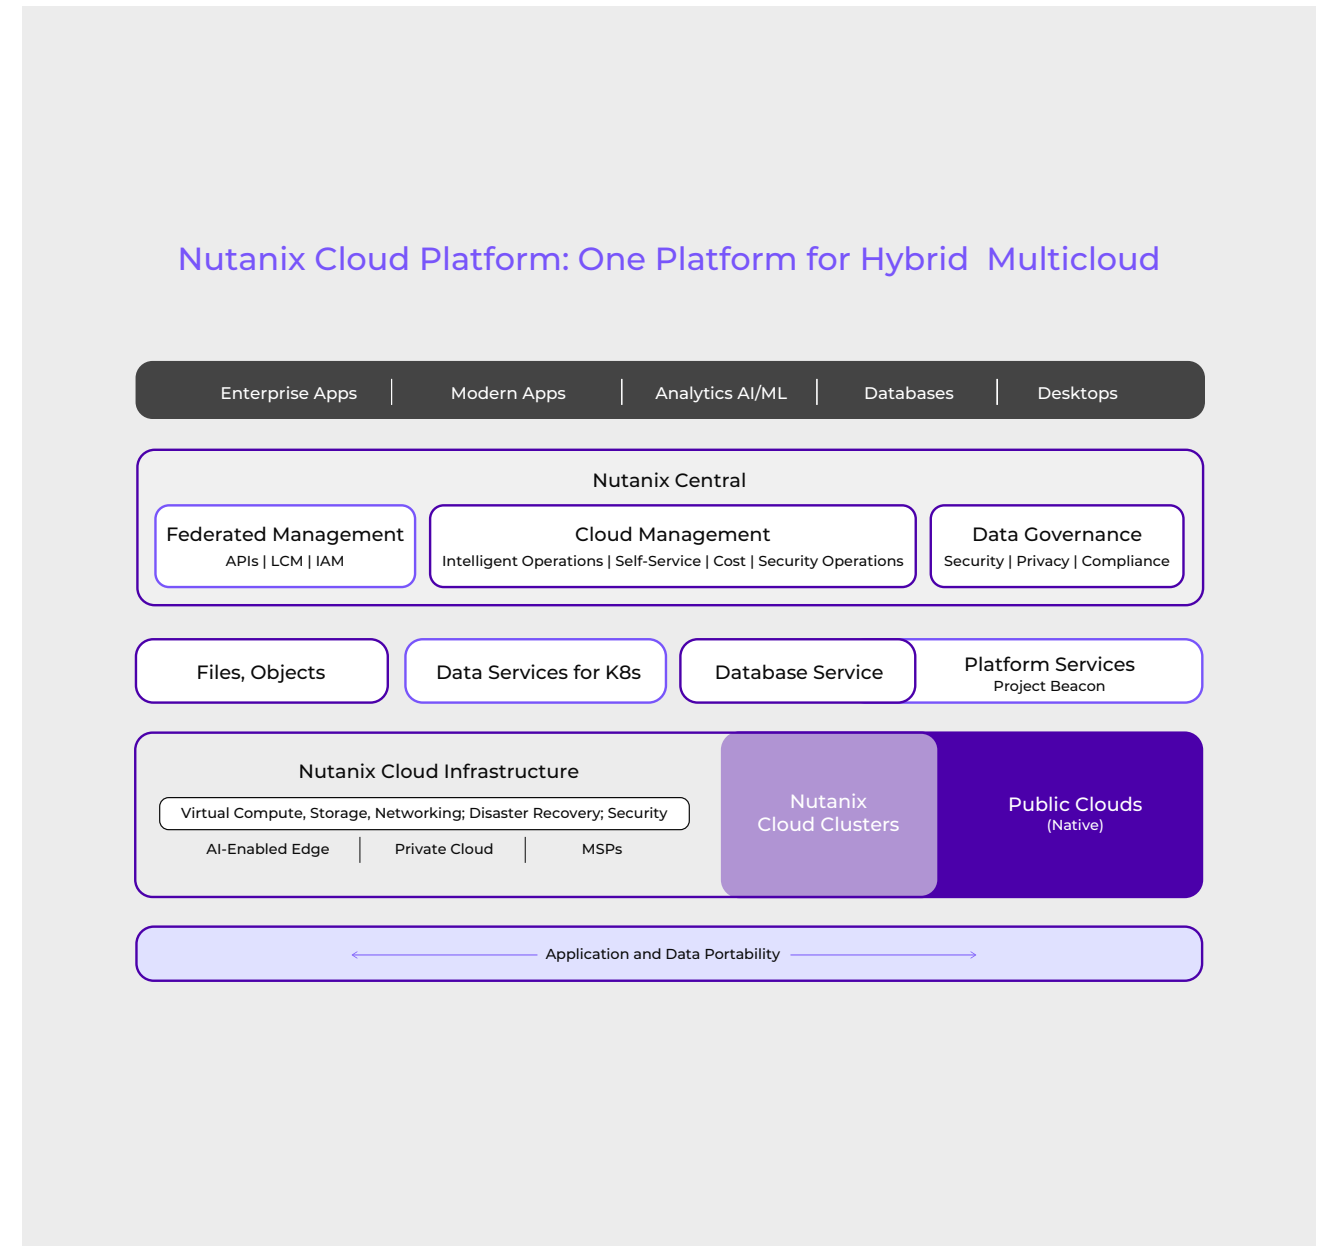 Nutanix Cloud Platform: One Platform for Hybrid  Multicloud
Enterprise Apps | Modern Apps | Analytics AI/ML | Databases | Desktops
Nutanix Central
Federated Management
APIs | LCM | IAM
Cloud Management
Intelligent Operations | Self-Service | Cost | Security Operations
Data Governance
Security | Privacy | Compliance
Files, Objects
Data Services for K8s
Database Service
Platform Services
Project Beacon
Nutanix Cloud Infrastructure
Virtual Compute, Storage, Networking; Disaster Recovery; Security
AI-Enabled Edge | Private Cloud | MSPs
Nutanix
Cloud Clusters
Public Clouds
(Native)
Application and Data Portability